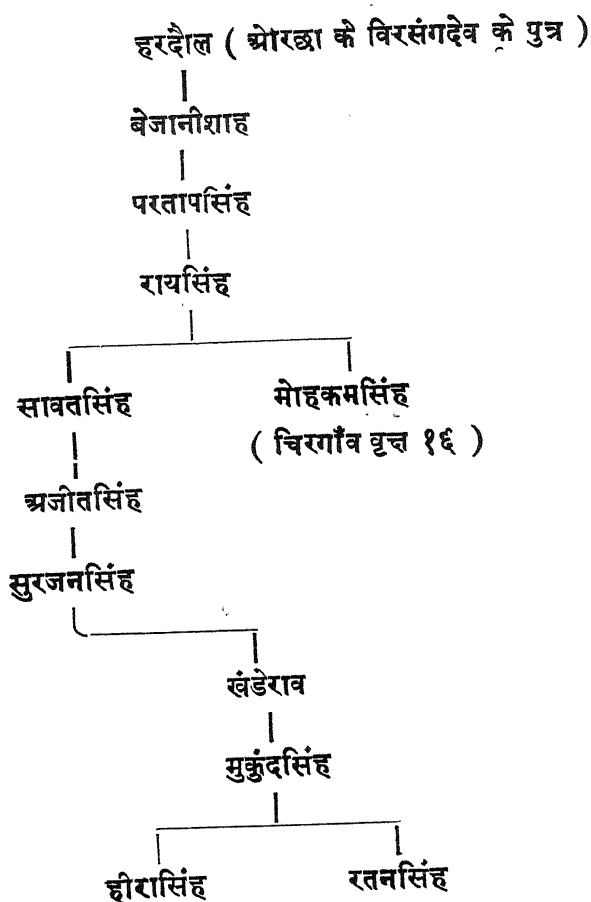 हरदौल ( ओरछा के विरसंगदेव के पुत्र )
बेजानीशाह
परतापसिंह
रायसिंह
सावतसिंह मोहकमसिंह
( चिरगाँव वृक्ष १६ )
अजीतसिंह
सुरजनसिंह
खंडेराव
मुकुंदसिंह
हीरासिंह रतनसिंह